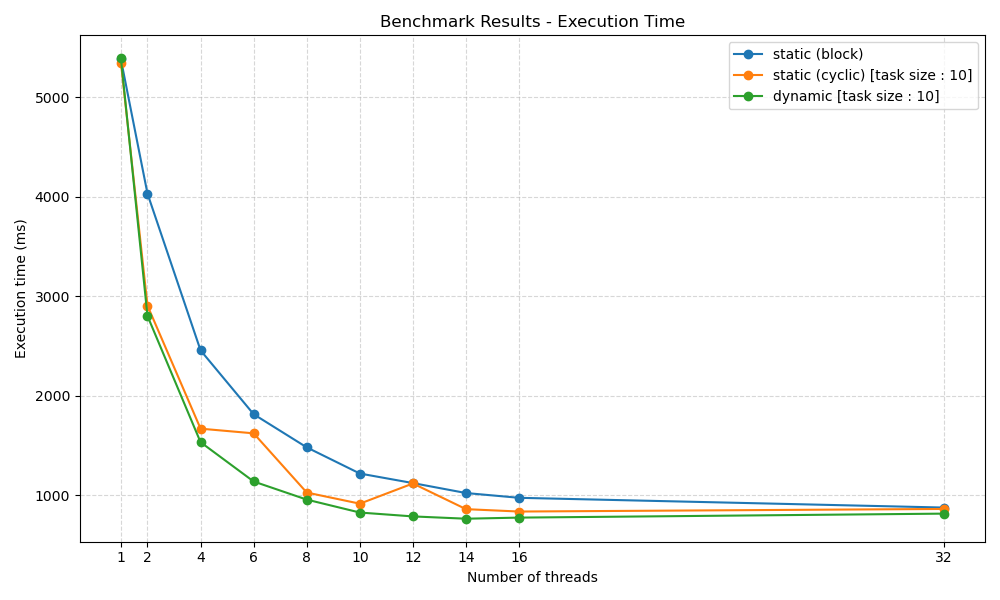 Benchmark Results - Execution Time
static (block)
static (cyclic) [task size : 10]
dynamic [task size : 10]
Execution time (ms)
5000
4000
3000
2000
1000
1 2 4 6 8 10 12 14 16 32
Number of threads